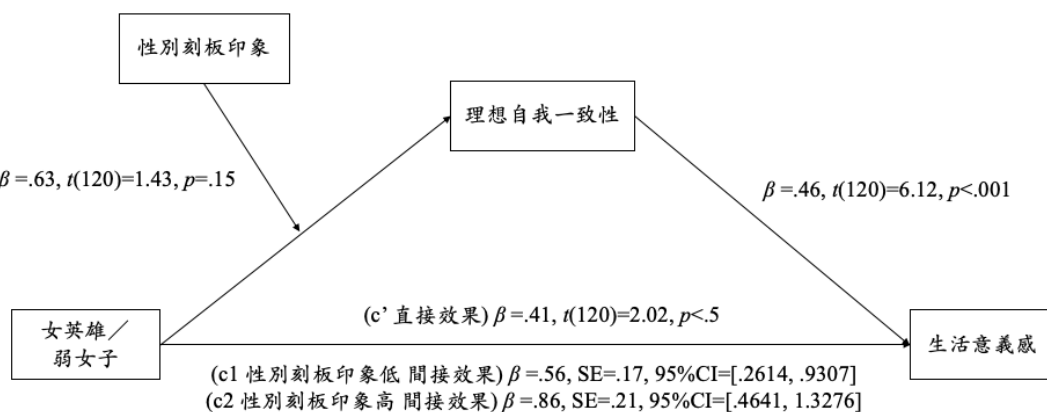 性別刻板印象
理想自我一致性
β =.63, t(120)=1.43, p=.15
β =.46, t(120)=6.12, p<.001
(c’ 直接效果) β =.41, t(120)=2.02, p<.5
女英雄／
弱女子
生活意義感
(c1 性別刻板印象低 間接效果) β =.56, SE=.17, 95%CI=[.2614, .9307]
(c2 性別刻板印象高 間接效果) β =.86, SE=.21, 95%CI=[.4641, 1.3276]